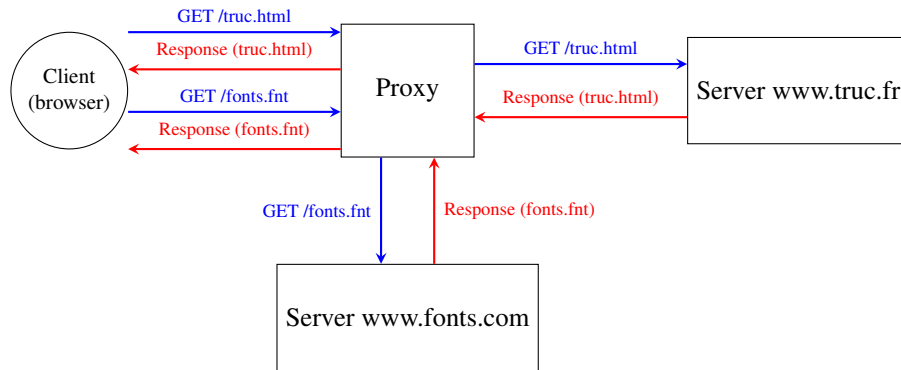 GET /truc.html
Response (truc.html)
Client
(browser)
GET /fonts.fnt
Response (fonts.fnt)
Proxy
GET /truc.html
Response (truc.html)
Server www.truc.fr
GET /fonts.fnt
Response (fonts.fnt)
Server www.fonts.com